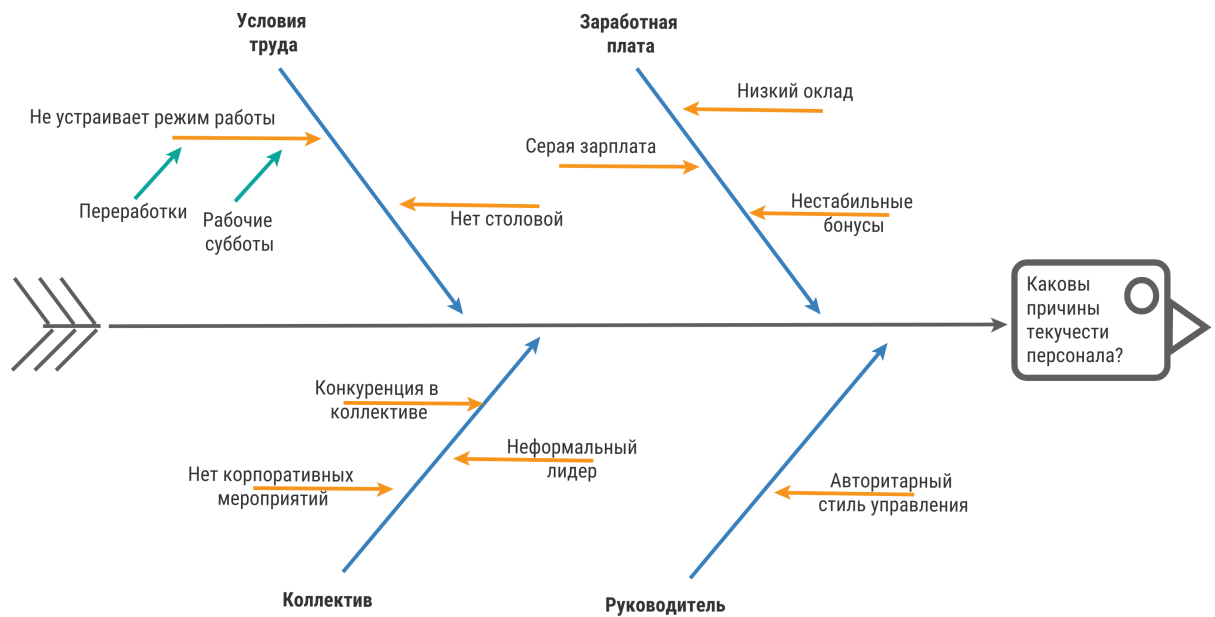 Условия
труда
Заработная
плата
Низкий оклад
Не устраивает режим работы
Серая зарплата
Переработки
Рабочие
субботы
Нет столовой
Нестабильные
бонусы
Каковы
причины
текучести
персонала?
Конкуренция в
коллективе
Неформальный
лидер
Нет корпоративных
мероприятий
Авторитарный
стиль управления
Коллектив
Руководитель